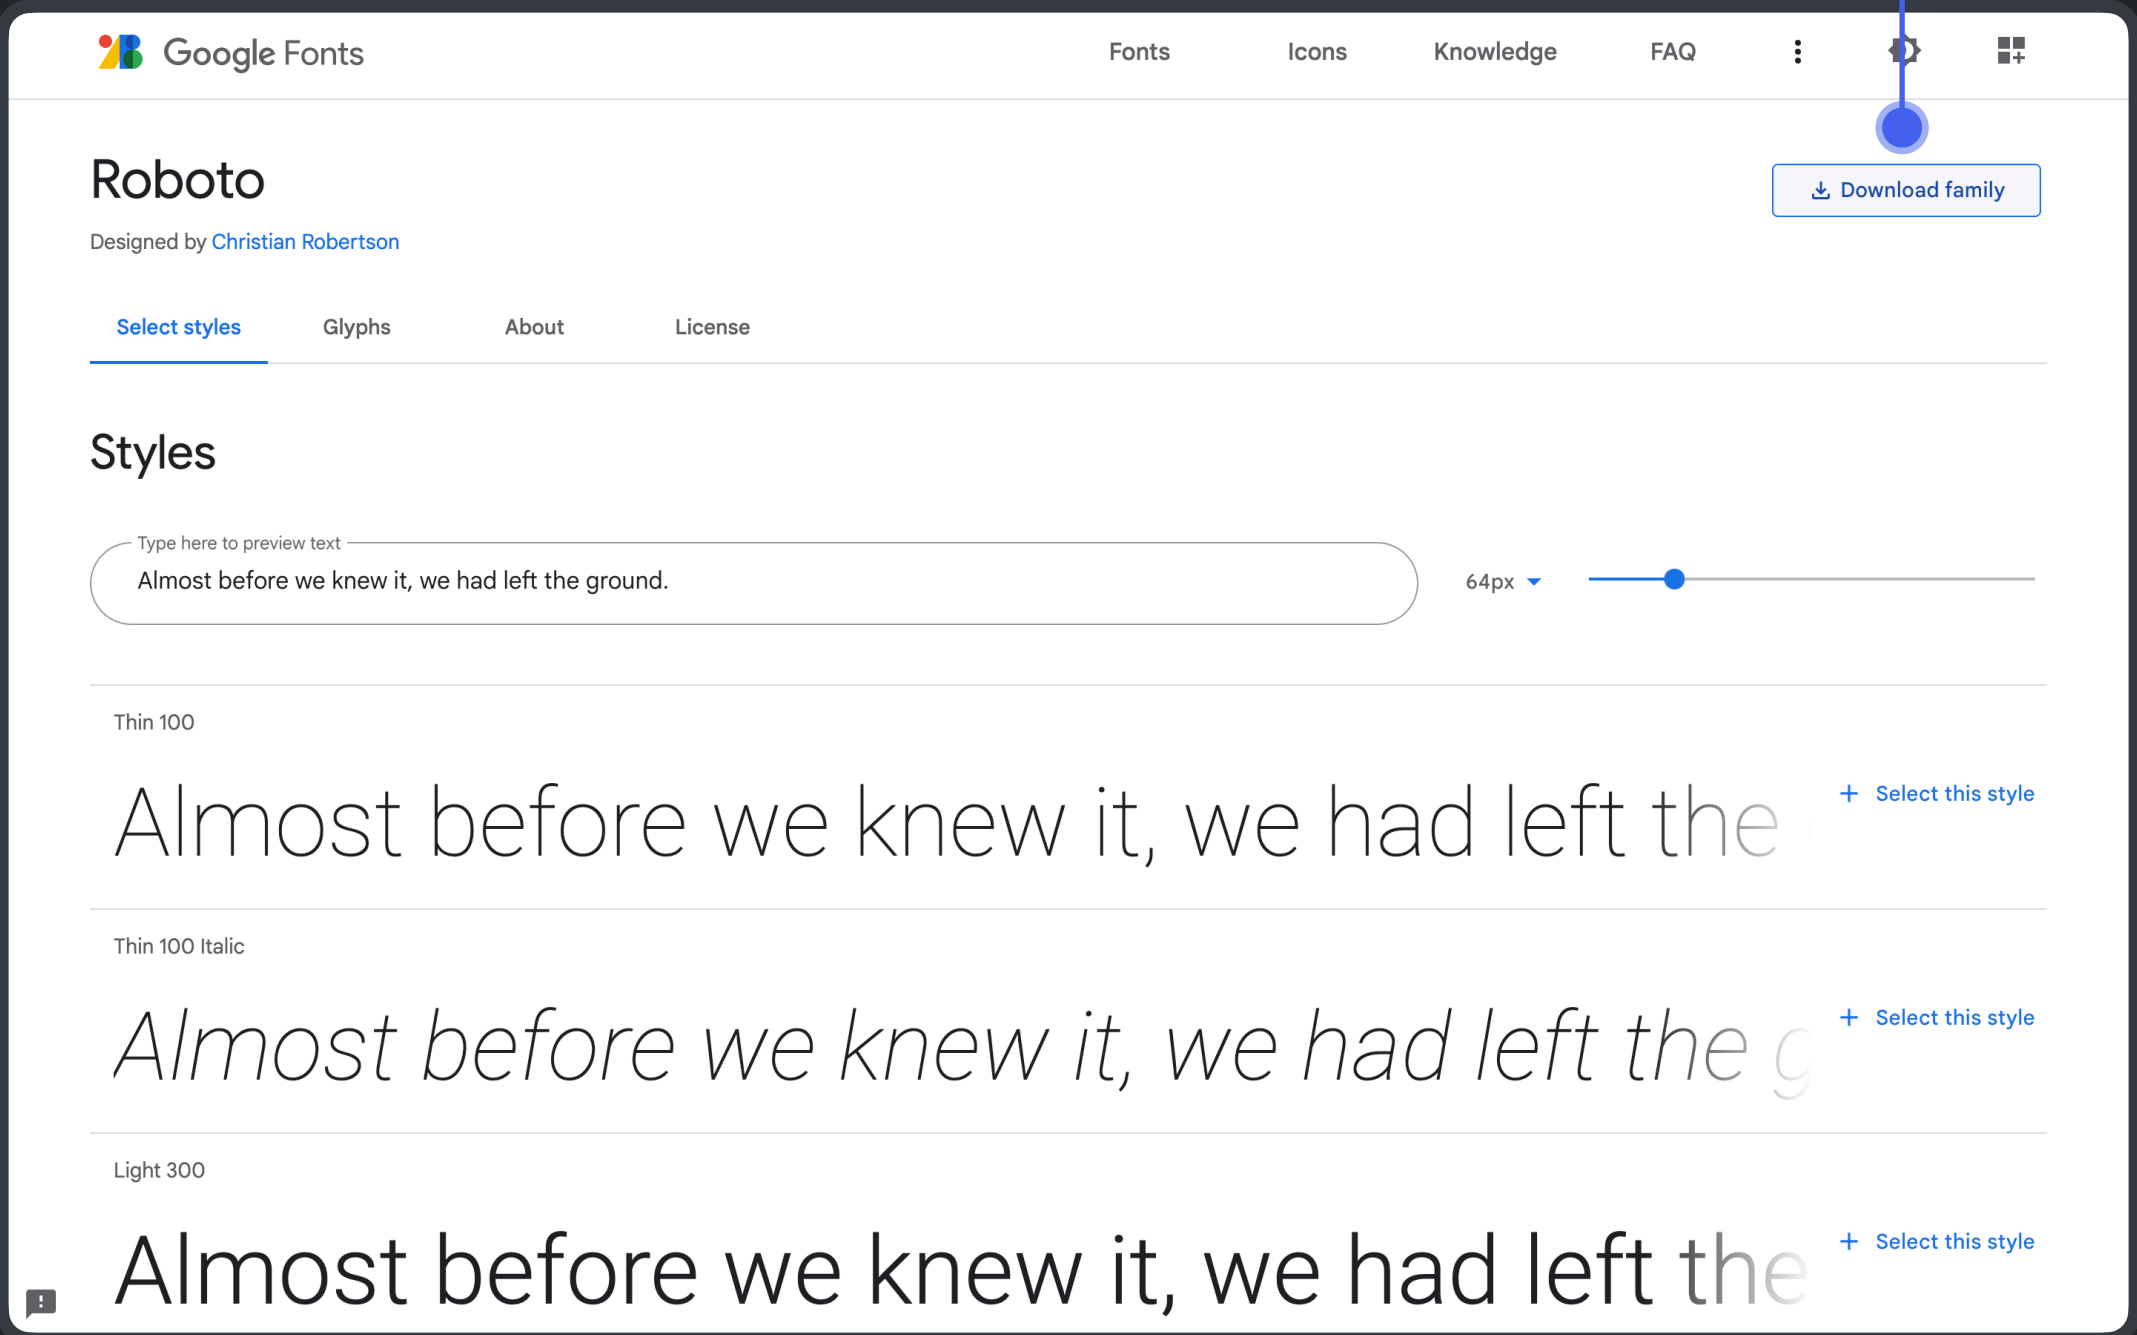 Google Fonts
Fonts
Icons
Knowledge
FAQ
Roboto
Download family
Designed by Christian Robertson
Select styles
Glyphs
About
License
Styles
Type here to preview text
Almost before we knew it, we had left the ground.
64px
Thin 100
Almost before we knew it, we had left the
Select this style
Thin 100 Italic
Almost before we knew it, we had left the g
Select this style
Light 300
Almost before we knew it, we had left the
Select this style